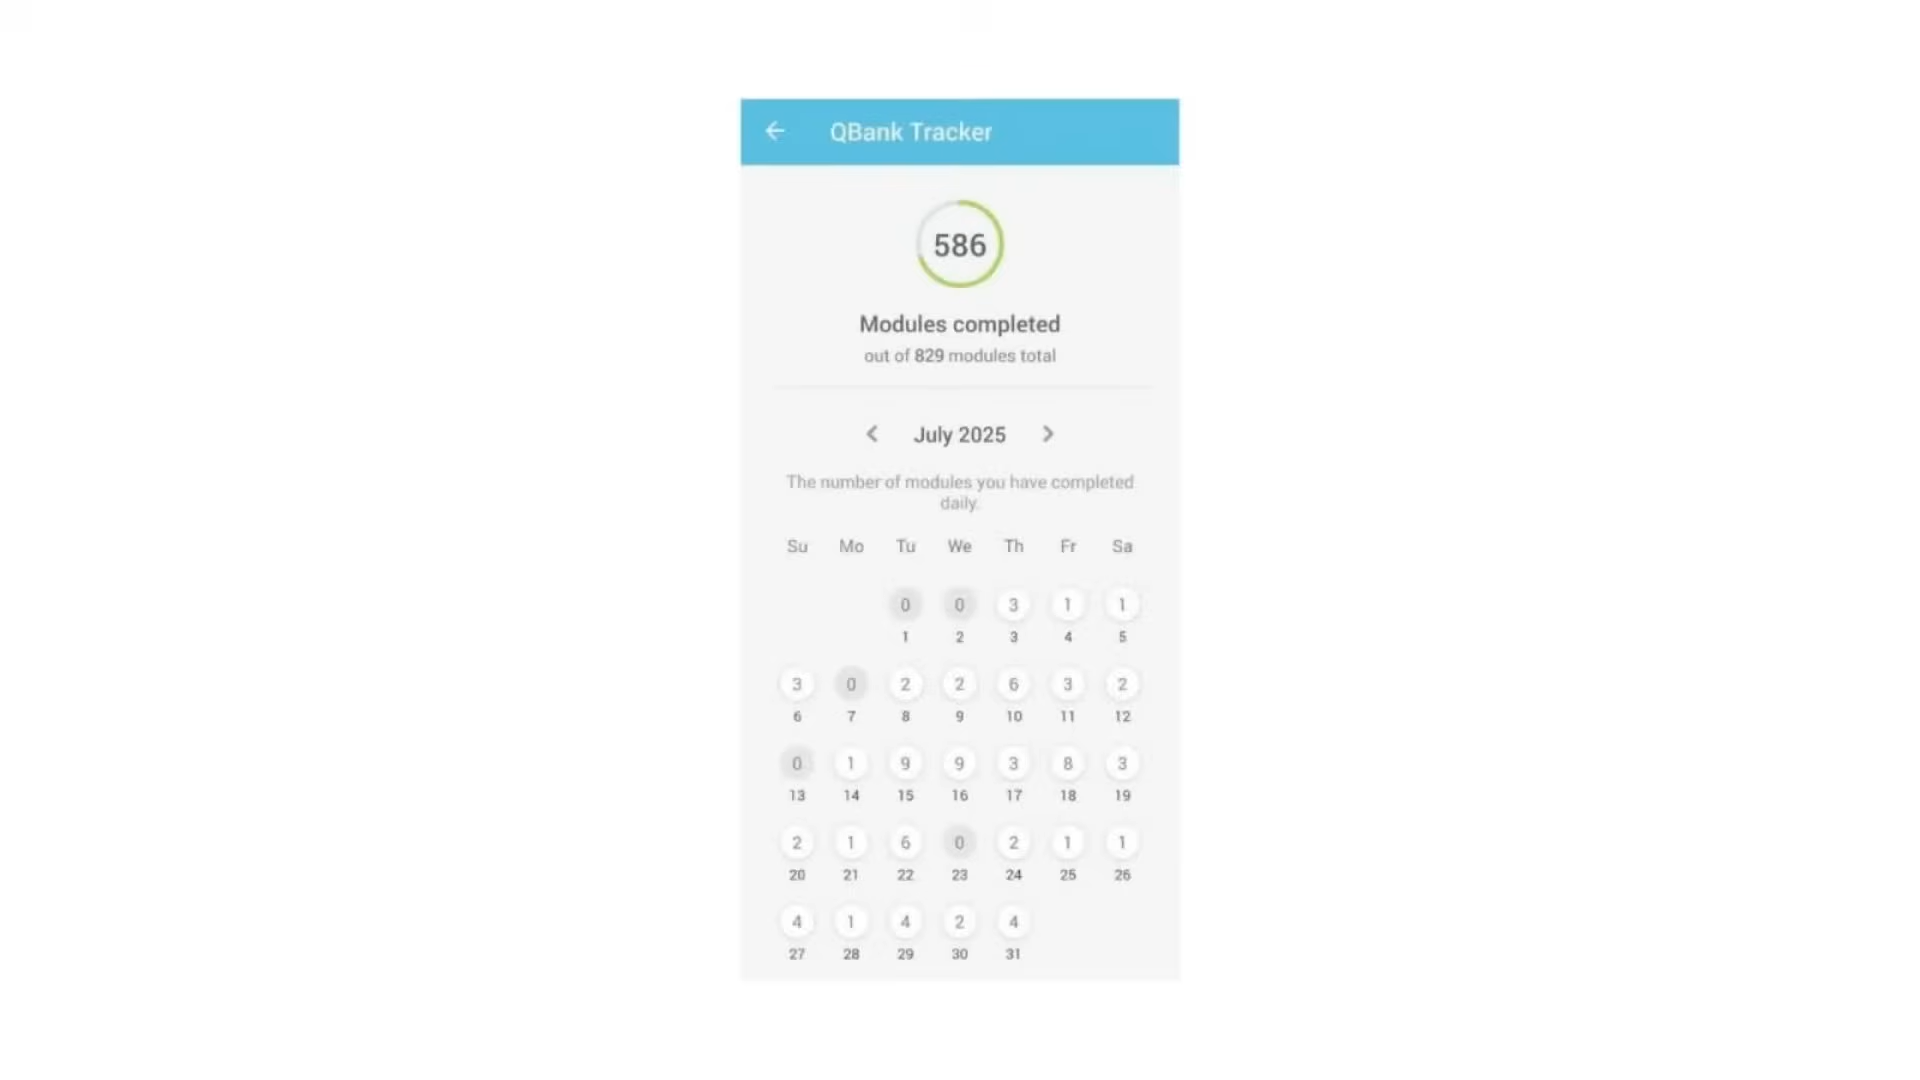 QBank Tracker
586
Modules completed
out of 829 modules total
July 2025
The number of modules you have completed
daily.
Su Mo Tu We Th Fr Sa
0 0 3 1 1
1 2 3 4 5
3 0 2 2 6 3 2
6 7 8 9 10 11 12
0 1 9 9 3 8 3
13 14 15 16 17 18 19
2 1 6 0 2 1 1
20 21 22 23 24 25 26
4 1 4 2 4
27 28 29 30 31